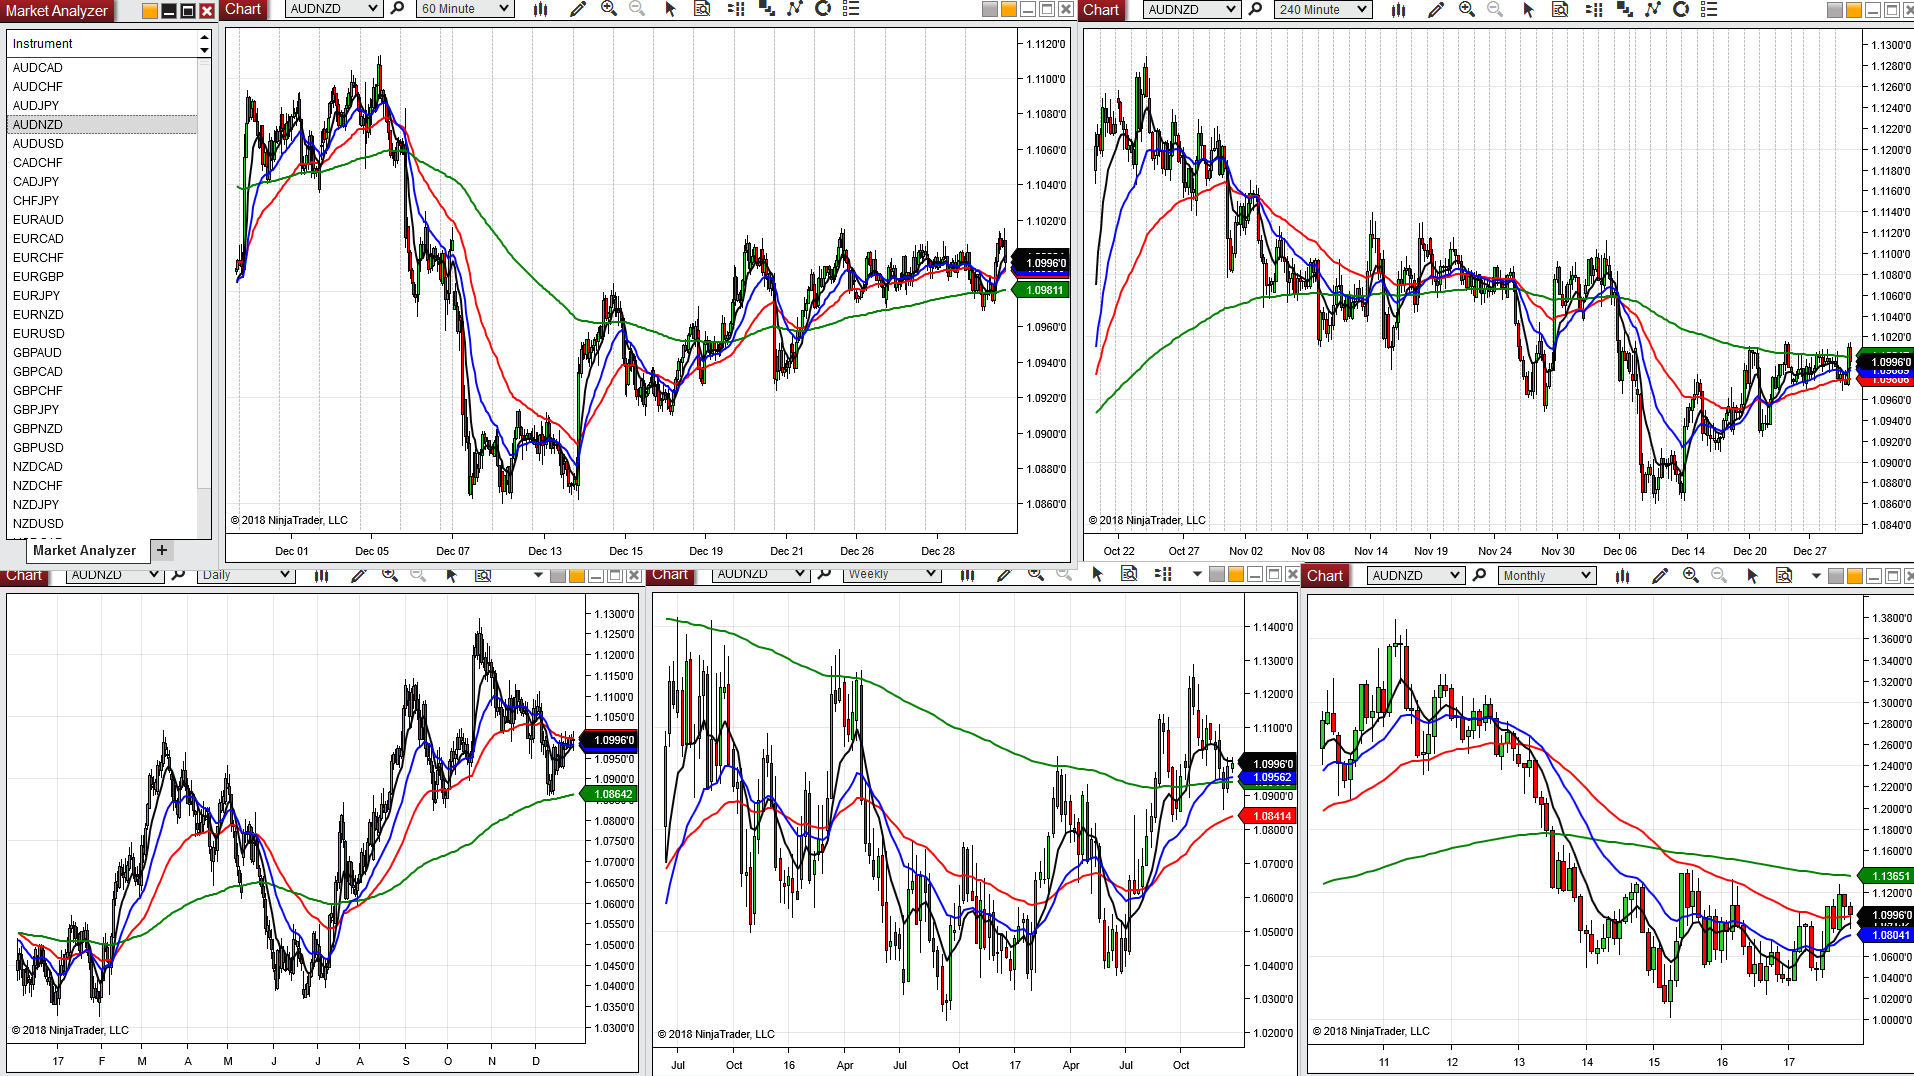 Market Analyzer
Instrument
AUDCAD
AUDCHF
AUDJPY
AUDNZD
AUDUSD
CADCHF
CADJPY
CHFJPY
EURAUD
EURCAD
EURCHF
EURGBP
EURJPY
EURNZD
EURUSD
GBPAUD
GBPCAD
GBPCHF
GBPJPY
GBPNZD
GBPUSD
NZDCAD
NZDCHF
NZDJPY
NZDUSD
Market Analyzer +
Chart AUDNZD 60 Minute
1.1120'0
1.1100'0
1.1080'0
1.1060'0
1.1040'0
1.1020'0
1.0996'0
1.09811
1.0960'0
1.0940'0
1.0920'0
1.0900'0
1.0880'0
1.0860'0
© 2018 NinjaTrader, LLC
Dec 01 Dec 05 Dec 07 Dec 13 Dec 15 Dec 19 Dec 21 Dec 26 Dec 28
Chart AUDNZD 240 Minute
1.1300'0
1.1280'0
1.1260'0
1.1240'0
1.1220'0
1.1200'0
1.1180'0
1.1160'0
1.1140'0
1.1120'0
1.1100'0
1.1080'0
1.1060'0
1.1040'0
1.1020'0
1.0996'0
1.0960'0
1.0940'0
1.0920'0
1.0900'0
1.0880'0
1.0860'0
1.0840'0
© 2018 NinjaTrader, LLC
Oct 22 Oct 27 Nov 02 Nov 08 Nov 14 Nov 19 Nov 24 Nov 30 Dec 06 Dec 14 Dec 20 Dec 27
Chart AUDNZD Daily
1.1300'0
1.1250'0
1.1200'0
1.1150'0
1.1100'0
1.1050'0
1.0996'0
1.0950'0
1.0900'0
1.08642
1.0800'0
1.0750'0
1.0700'0
1.0650'0
1.0600'0
1.0550'0
1.0500'0
1.0450'0
1.0400'0
1.0350'0
1.0300'0
© 2018 NinjaTrader, LLC
17 F M A M J J A S O N D
Chart AUDNZD Weekly
1.1400'0
1.1300'0
1.1200'0
1.1100'0
1.0996'0
1.09562
1.0900'0
1.08414
1.0800'0
1.0700'0
1.0600'0
1.0500'0
1.0400'0
1.0300'0
1.0200'0
© 2018 NinjaTrader, LLC
Jul Oct 16 Apr Jul Oct 17 Apr Jul Oct
Chart AUDNZD Monthly
1.3800'0
1.3600'0
1.3400'0
1.3200'0
1.3000'0
1.2800'0
1.2600'0
1.2400'0
1.2200'0
1.2000'0
1.1800'0
1.1600'0
1.13651
1.1200'0
1.0996'0
1.08041
1.0600'0
1.0400'0
1.0200'0
1.0000'0
© 2018 NinjaTrader, LLC
11 12 13 14 15 16 17